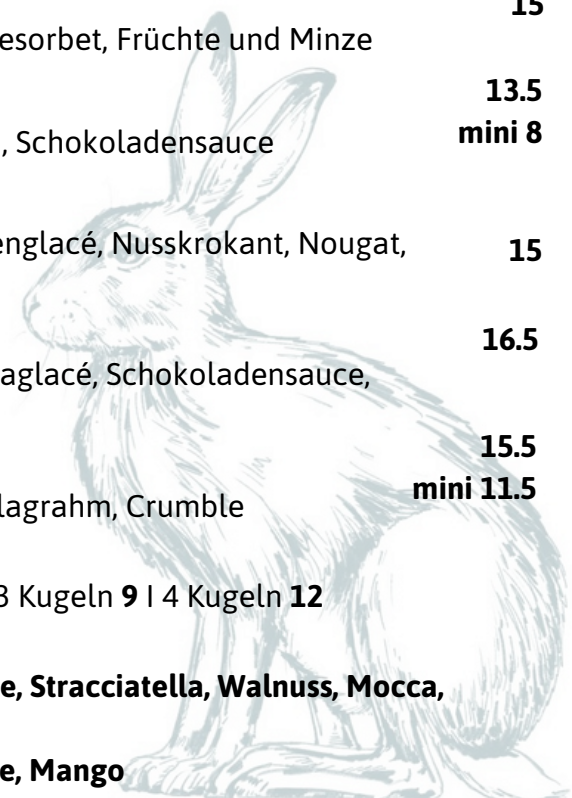 15
esorbet, Früchte und Minze
13.5
, Schokoladensauce
mini 8
englacé, Nusskrokant, Nougat,
15
16.5
aglacé, Schokoladensauce,
15.5
mini 11.5
lagrahm, Crumble
3 Kugeln 9 I 4 Kugeln 12
e, Stracciatella, Walnuss, Mocca,
e, Mango